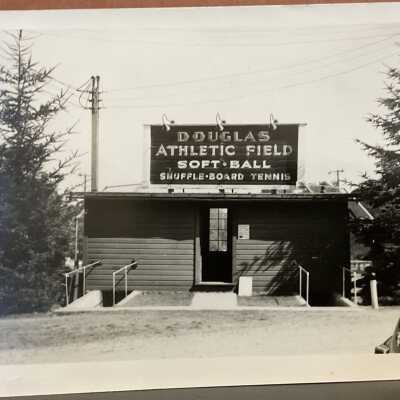 DOUGLAS
ATHLETIC FIELD
SOFT·BALL
SHUFFLE·BOARD TENNIS